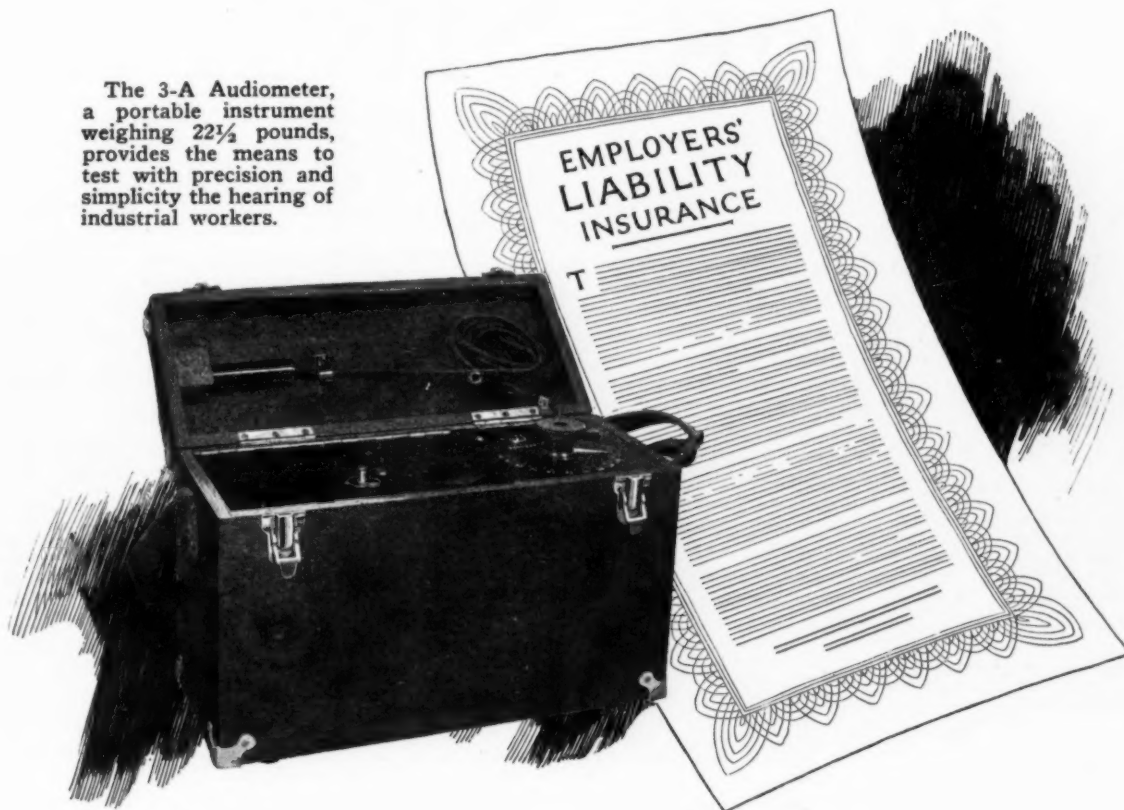 The 3-A Audiometer,
a portable instrument
weighing 22½ pounds,
provides the means to
test with precision and
simplicity the hearing of
industrial workers.
EMPLOYERS'
LIABILITY
INSURANCE
T